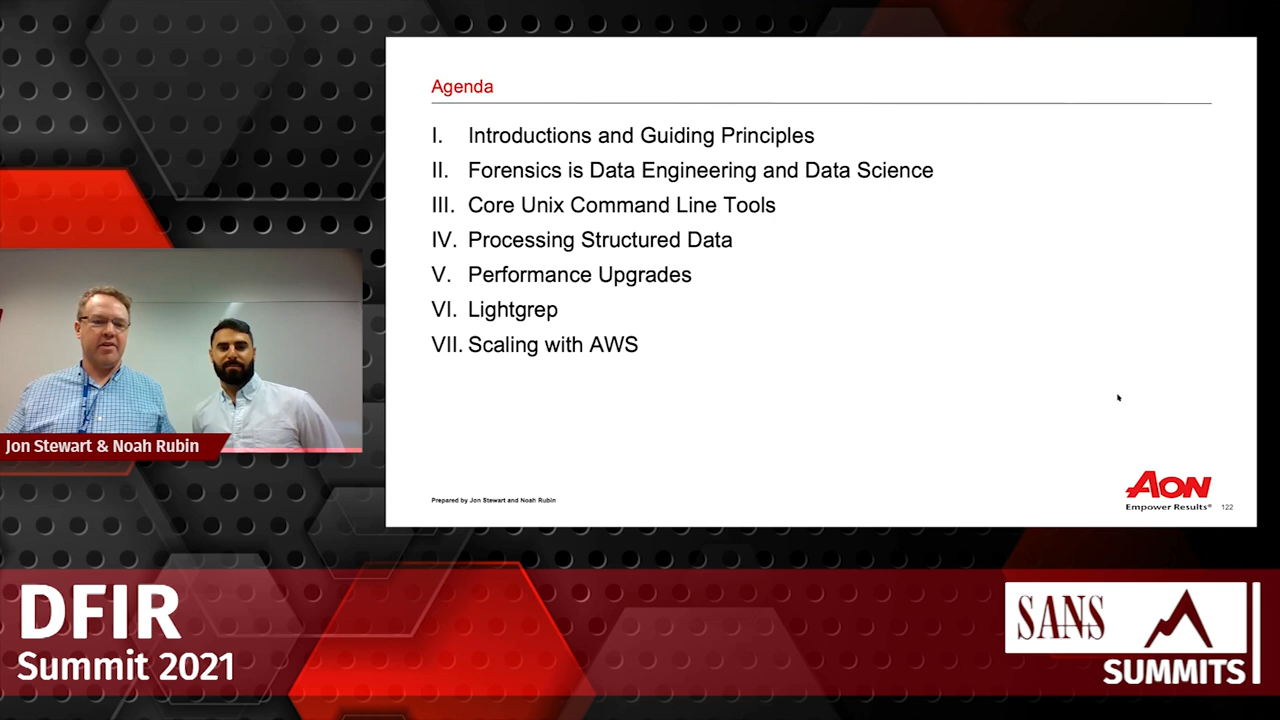 Agenda
I. Introductions and Guiding Principles
II. Forensics is Data Engineering and Data Science
III. Core Unix Command Line Tools
IV. Processing Structured Data
V. Performance Upgrades
VI. Lightgrep
VII. Scaling with AWS
Jon Stewart & Noah Rubin
Prepared by Jon Stewart and Noah Rubin
AON
Empower Results®
122
DFIR
Summit 2021
SANS
SUMMITS